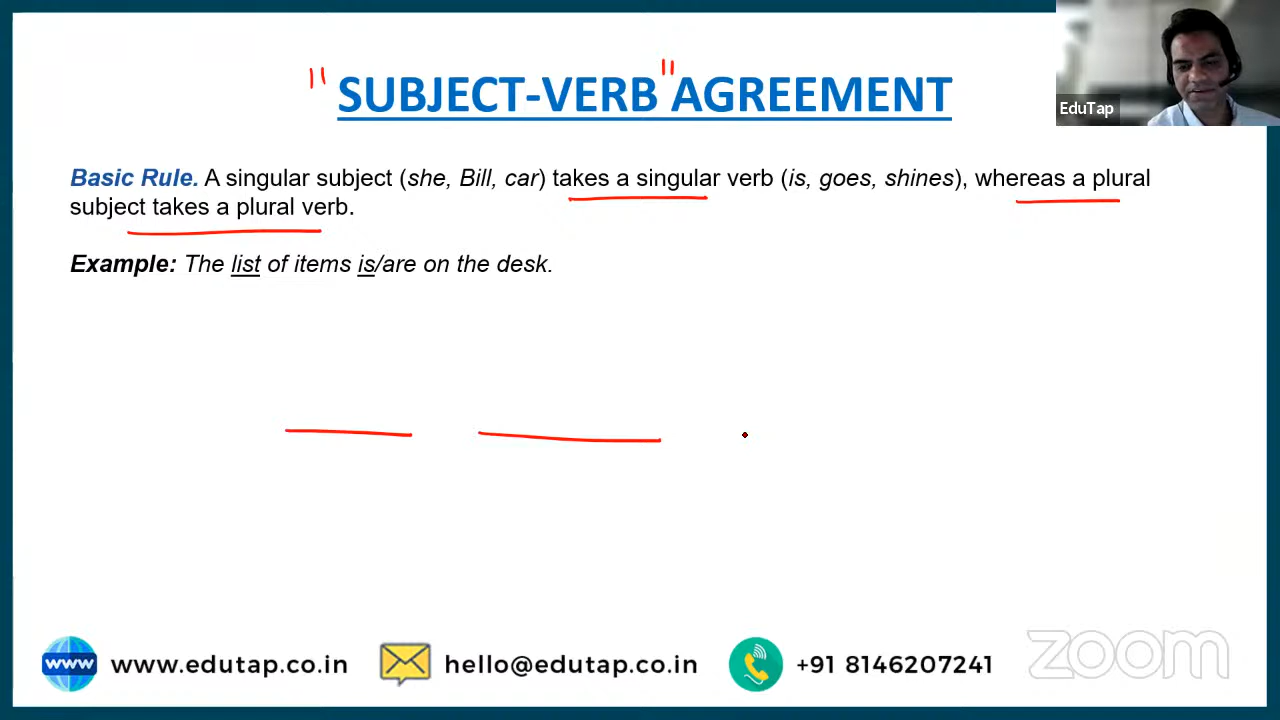 SUBJECT-VERB AGREEMENT
EduTap
Basic Rule. A singular subject (she, Bill, car) takes a singular verb (is, goes, shines), whereas a plural
subject takes a plural verb.
Example: The list of items is/are on the desk.
www www.edutap.co.in hello@edutap.co.in +91 8146207241 zoom